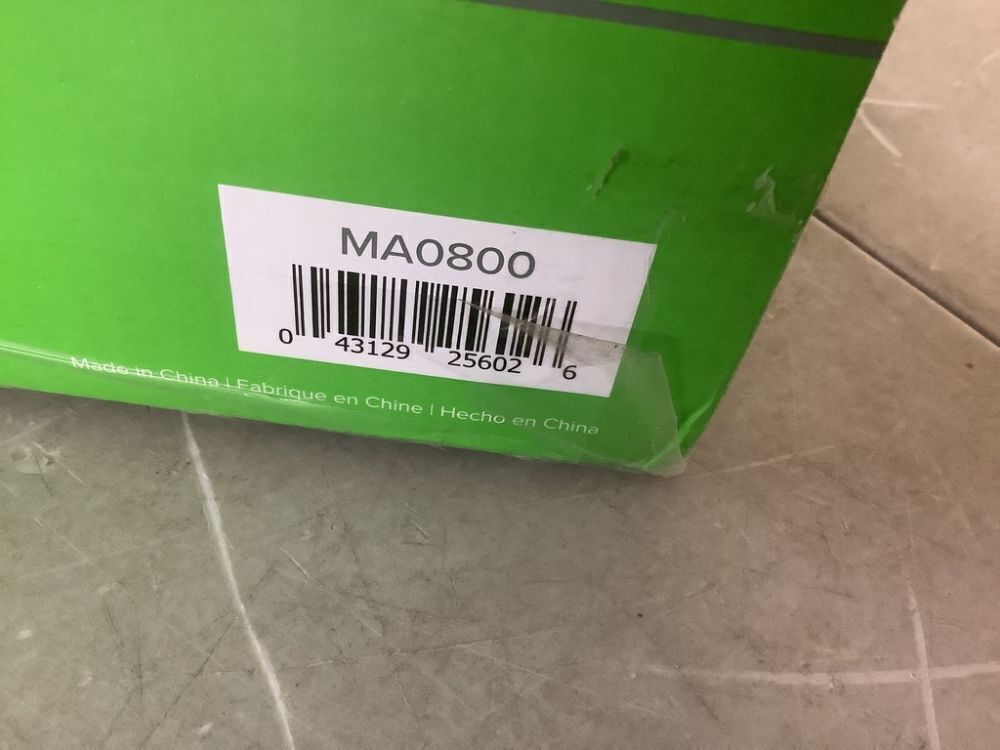 MA0800
0 43129 25602 6
Made in China | Fabrique en Chine | Hecho en China